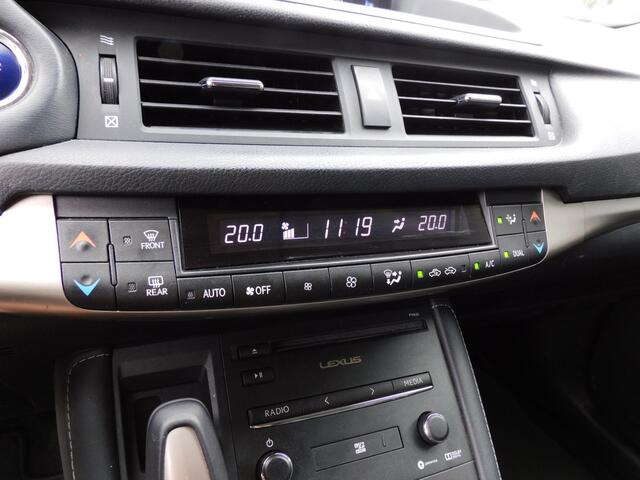 20.0 11:19 20.0
FRONT
REAR
AUTO
OFF
A/C
DUAL
LEXUS
RADIO
MEDIA